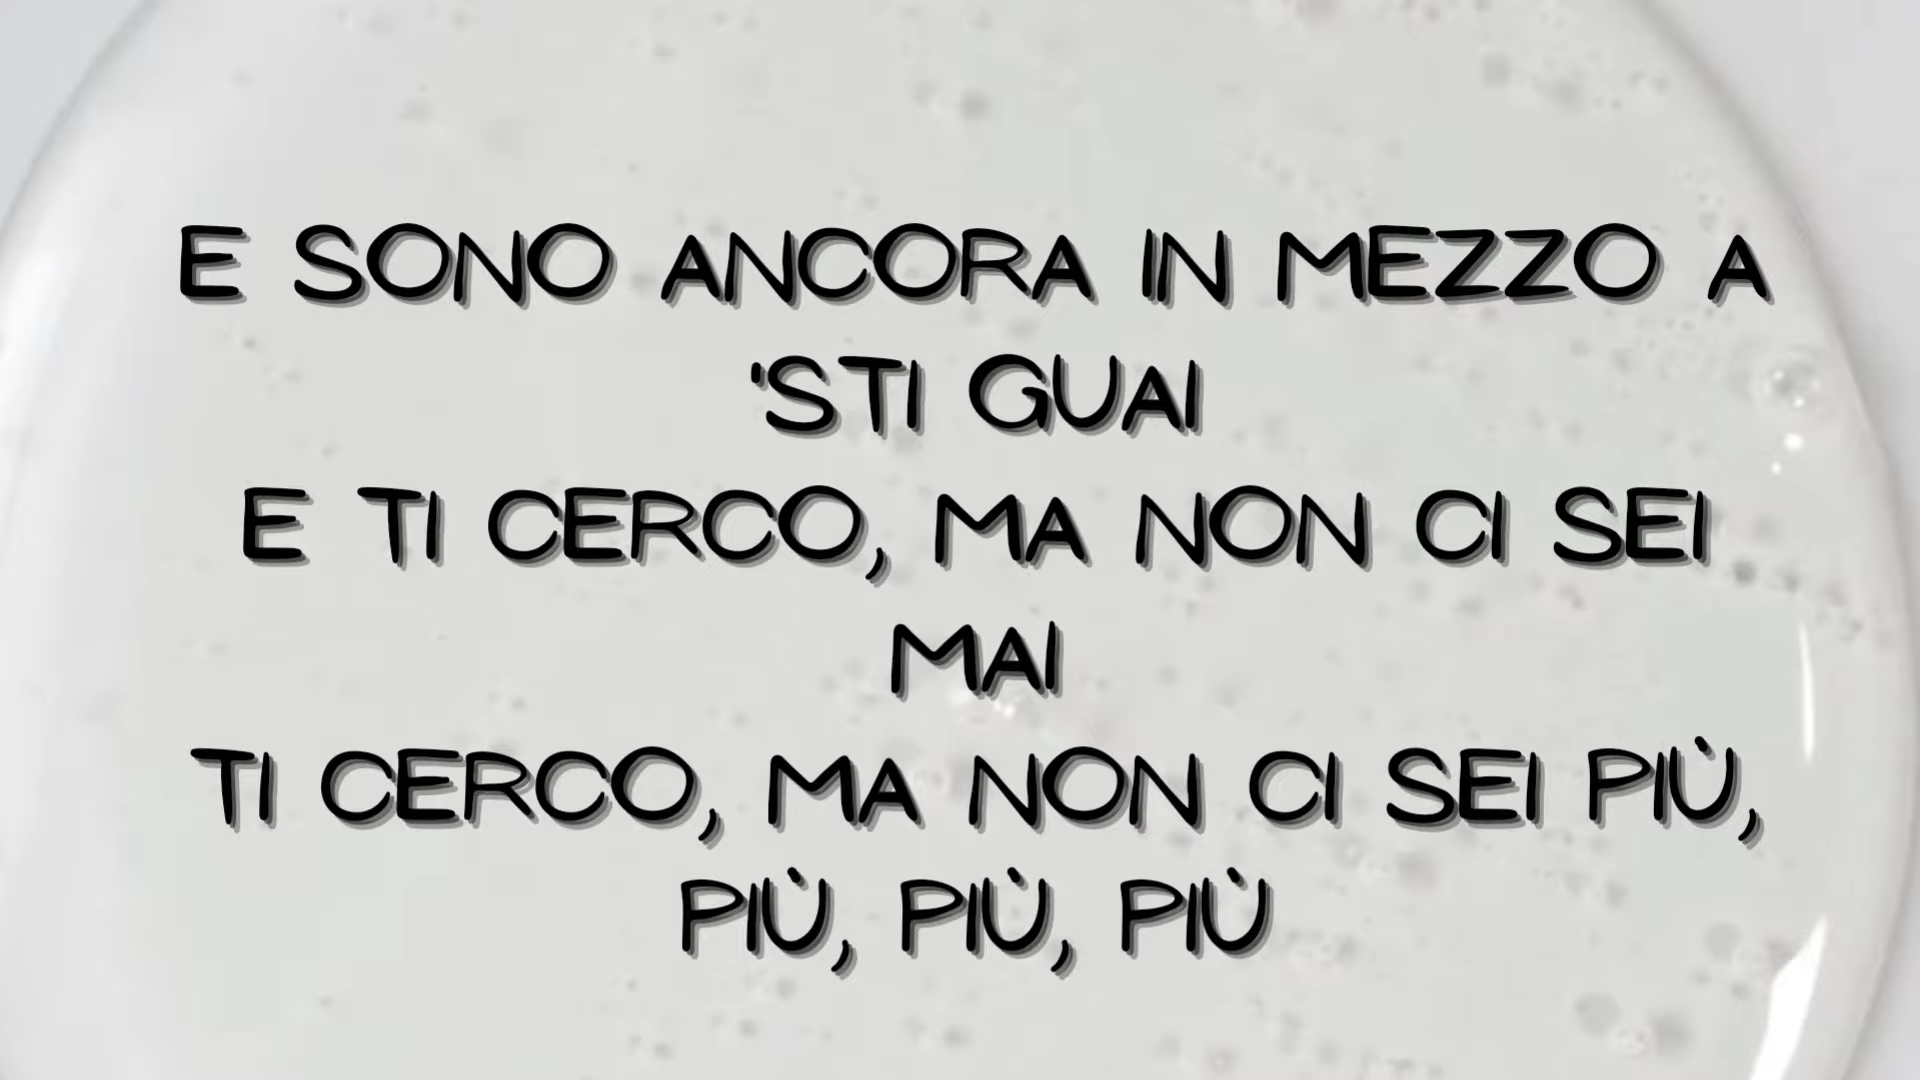 E SONO ANCORA IN MEZZO A
'STI GUAI
E TI CERCO, MA NON CI SEI
MAI
TI CERCO, MA NON CI SEI PIÙ,
PIÙ, PIÙ, PIÙ